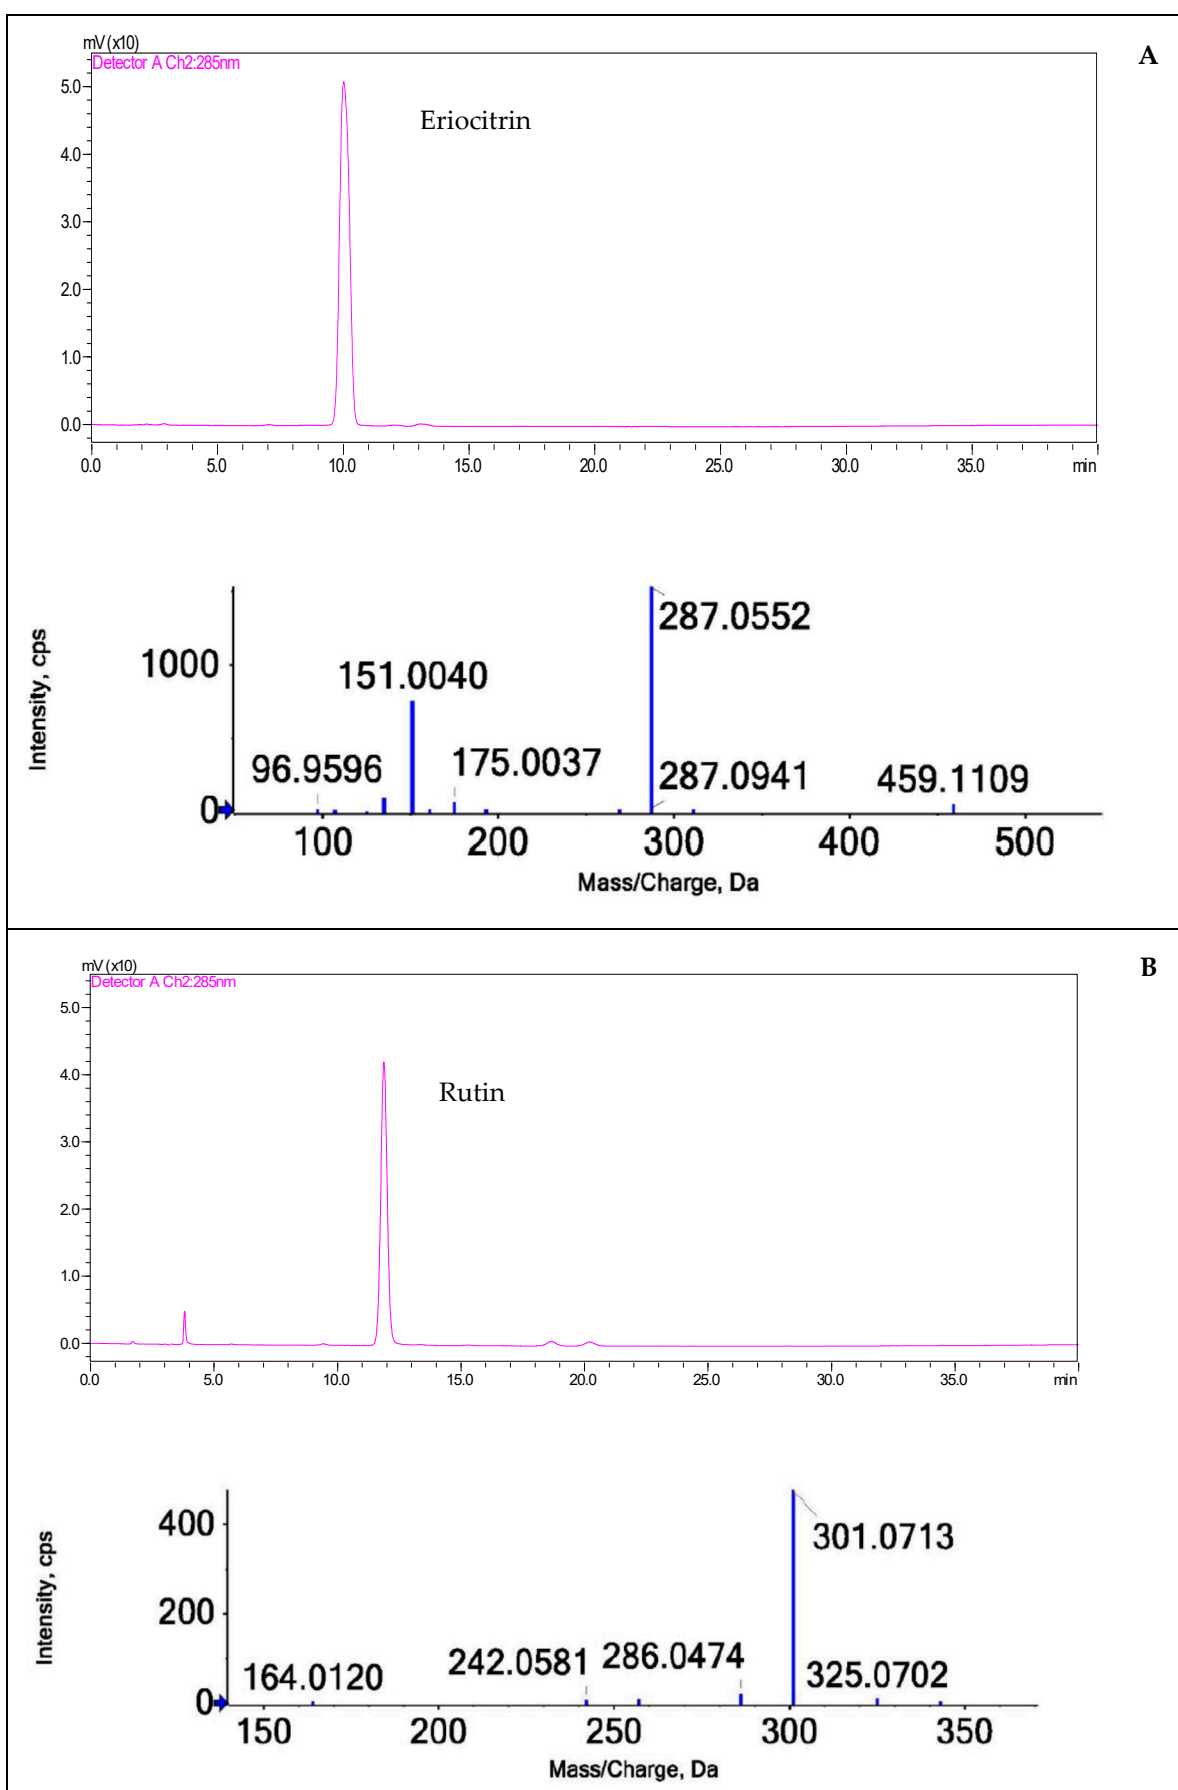 A
mV(x10)
Detector A Ch2:285nm
5.0
Eriocitrin
4.0
3.0
2.0
1.0
0.0
0.0 5.0 10.0 15.0 20.0 25.0 30.0 35.0 min
Intensity, cps
287.0552
1000
151.0040
96.9596 175.0037 287.0941 459.1109
0
100 200 300 400 500
Mass/Charge, Da
B
mV(x10)
Detector A Ch2:285nm
5.0
4.0
Rutin
3.0
2.0
1.0
0.0
0.0 5.0 10.0 15.0 20.0 25.0 30.0 35.0 min
Intensity, cps
400
301.0713
200
164.0120 242.0581 286.0474 325.0702
0
150 200 250 300 350
Mass/Charge, Da